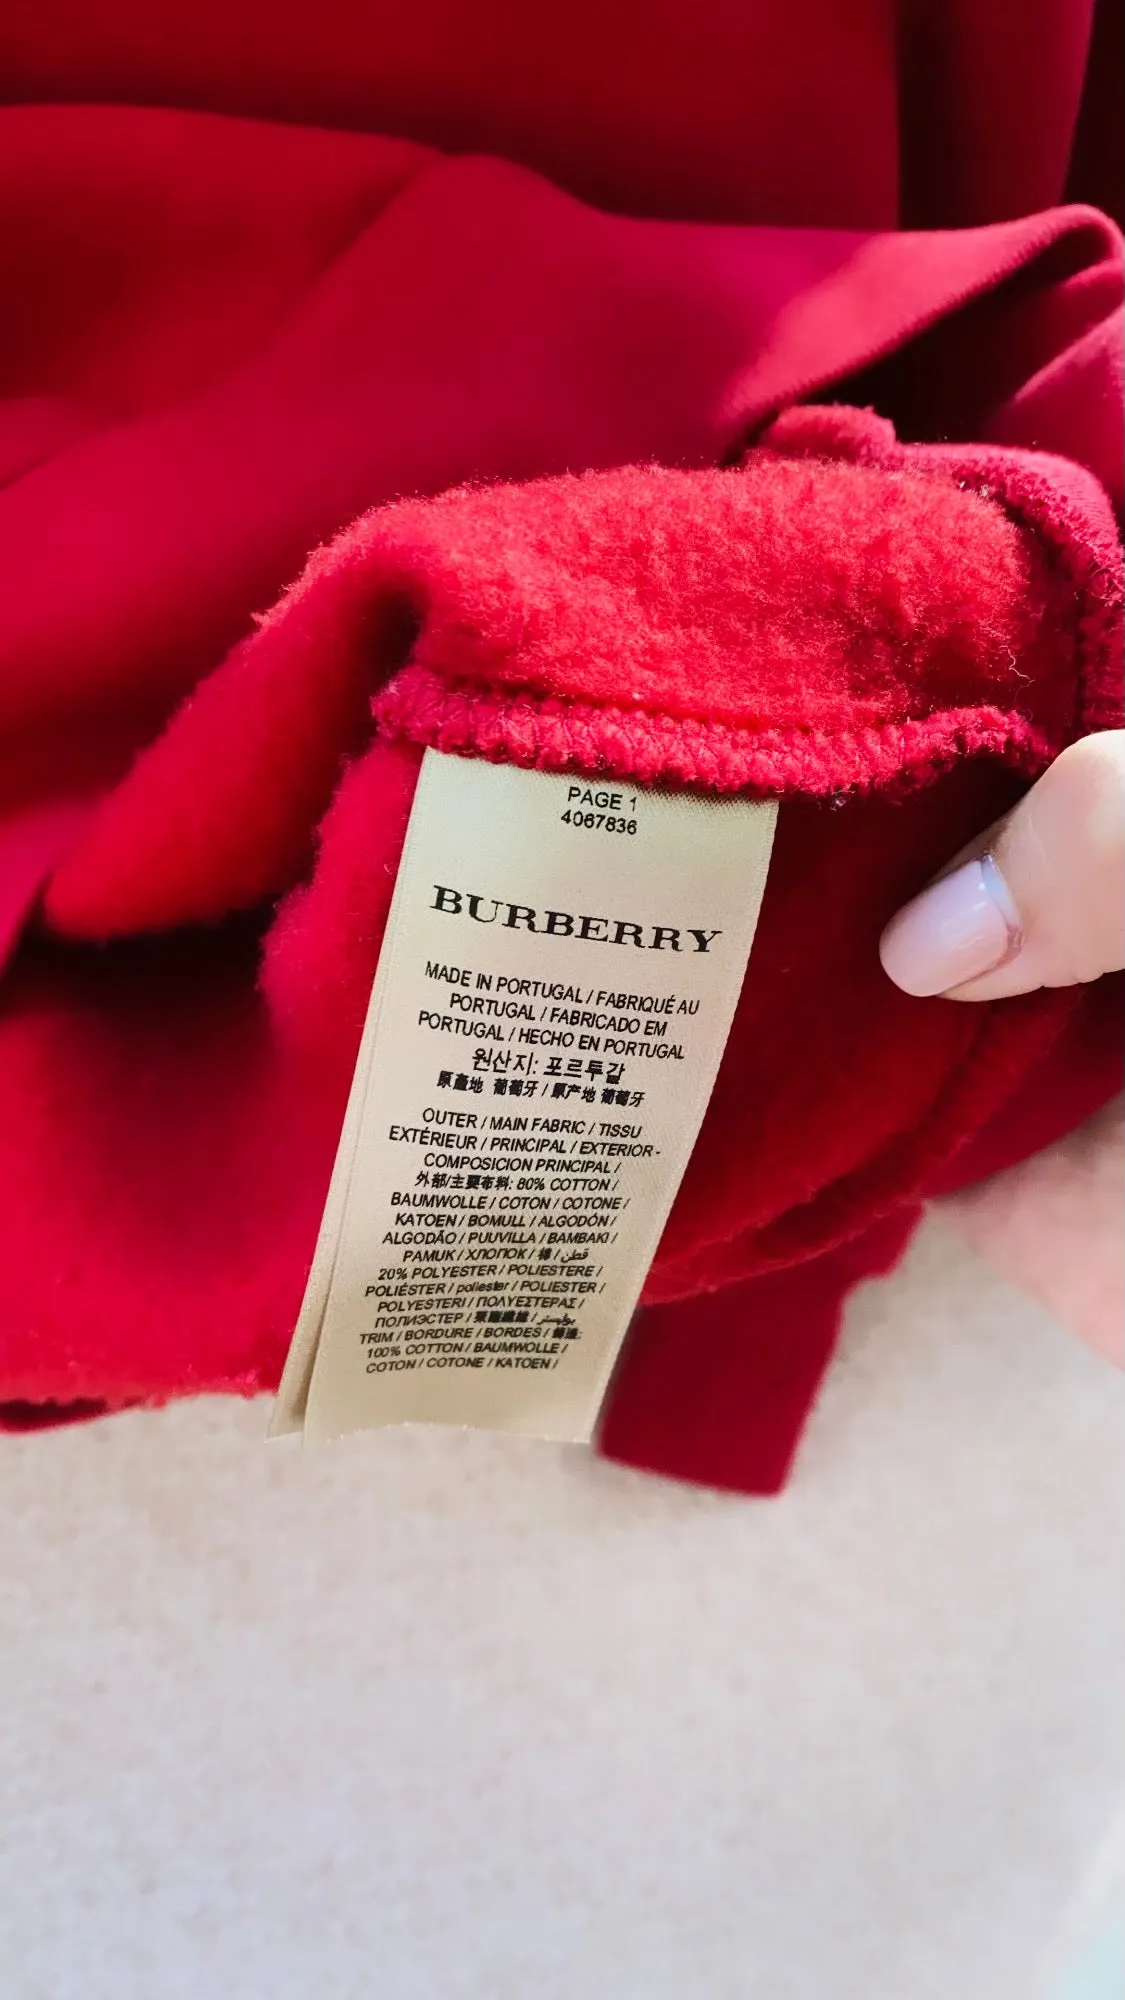 PAGE 1
4067836
BURBERRY
MADE IN PORTUGAL / FABRIQUÉ AU
PORTUGAL / FABRICADO EM
PORTUGAL / HECHO EN PORTUGAL
원산지: 포르투갈
原產地 葡萄牙 / 原产地 葡萄牙
OUTER / MAIN FABRIC / TISSU
EXTÉRIEUR / PRINCIPAL / EXTERIOR-
COMPOSICION PRINCIPAL /
外部/主要布料: 80% COTTON /
BAUMWOLLE / COTON / COTONE /
KATOEN / BOMULL / ALGODÓN /
ALGODÃO / PUUVILLA / BAMBAKI /
PAMUK / ХЛОПОК / 棉 / قطن /
20% POLYESTER / POLIESTERE /
POLIÉSTER / poliester / POLIESTER /
POLYESTERI / ΠΟΛΥΕΣΤΕΡΑΣ /
ПОЛИЭСТЕР / 聚酯纖維 / بوليستر /
TRIM / BORDURE / BORDES /
100% COTTON / BAUMWOLLE /
COTON / COTONE / KATOEN /